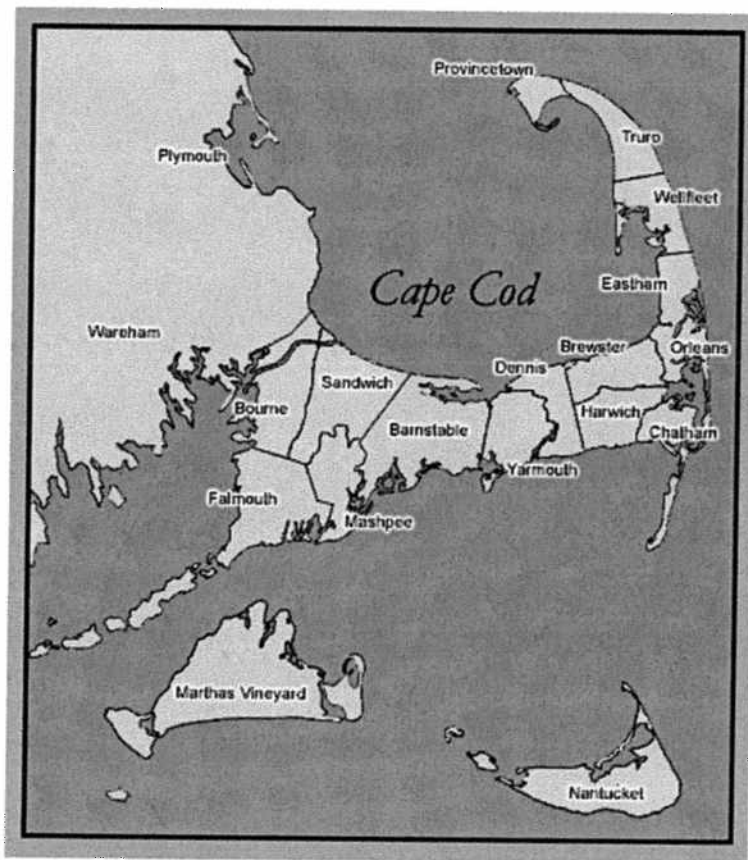 Provincetown
Truro
Plymouth
Wellfleet
Eastham
Cape Cod
Wareham
Brewster
Orleans
Dennis
Sandwich
Bourne
Harwich
Barnstable
Chatham
Yarmouth
Falmouth
Mashpee
Marthas Vineyard
Nantucket